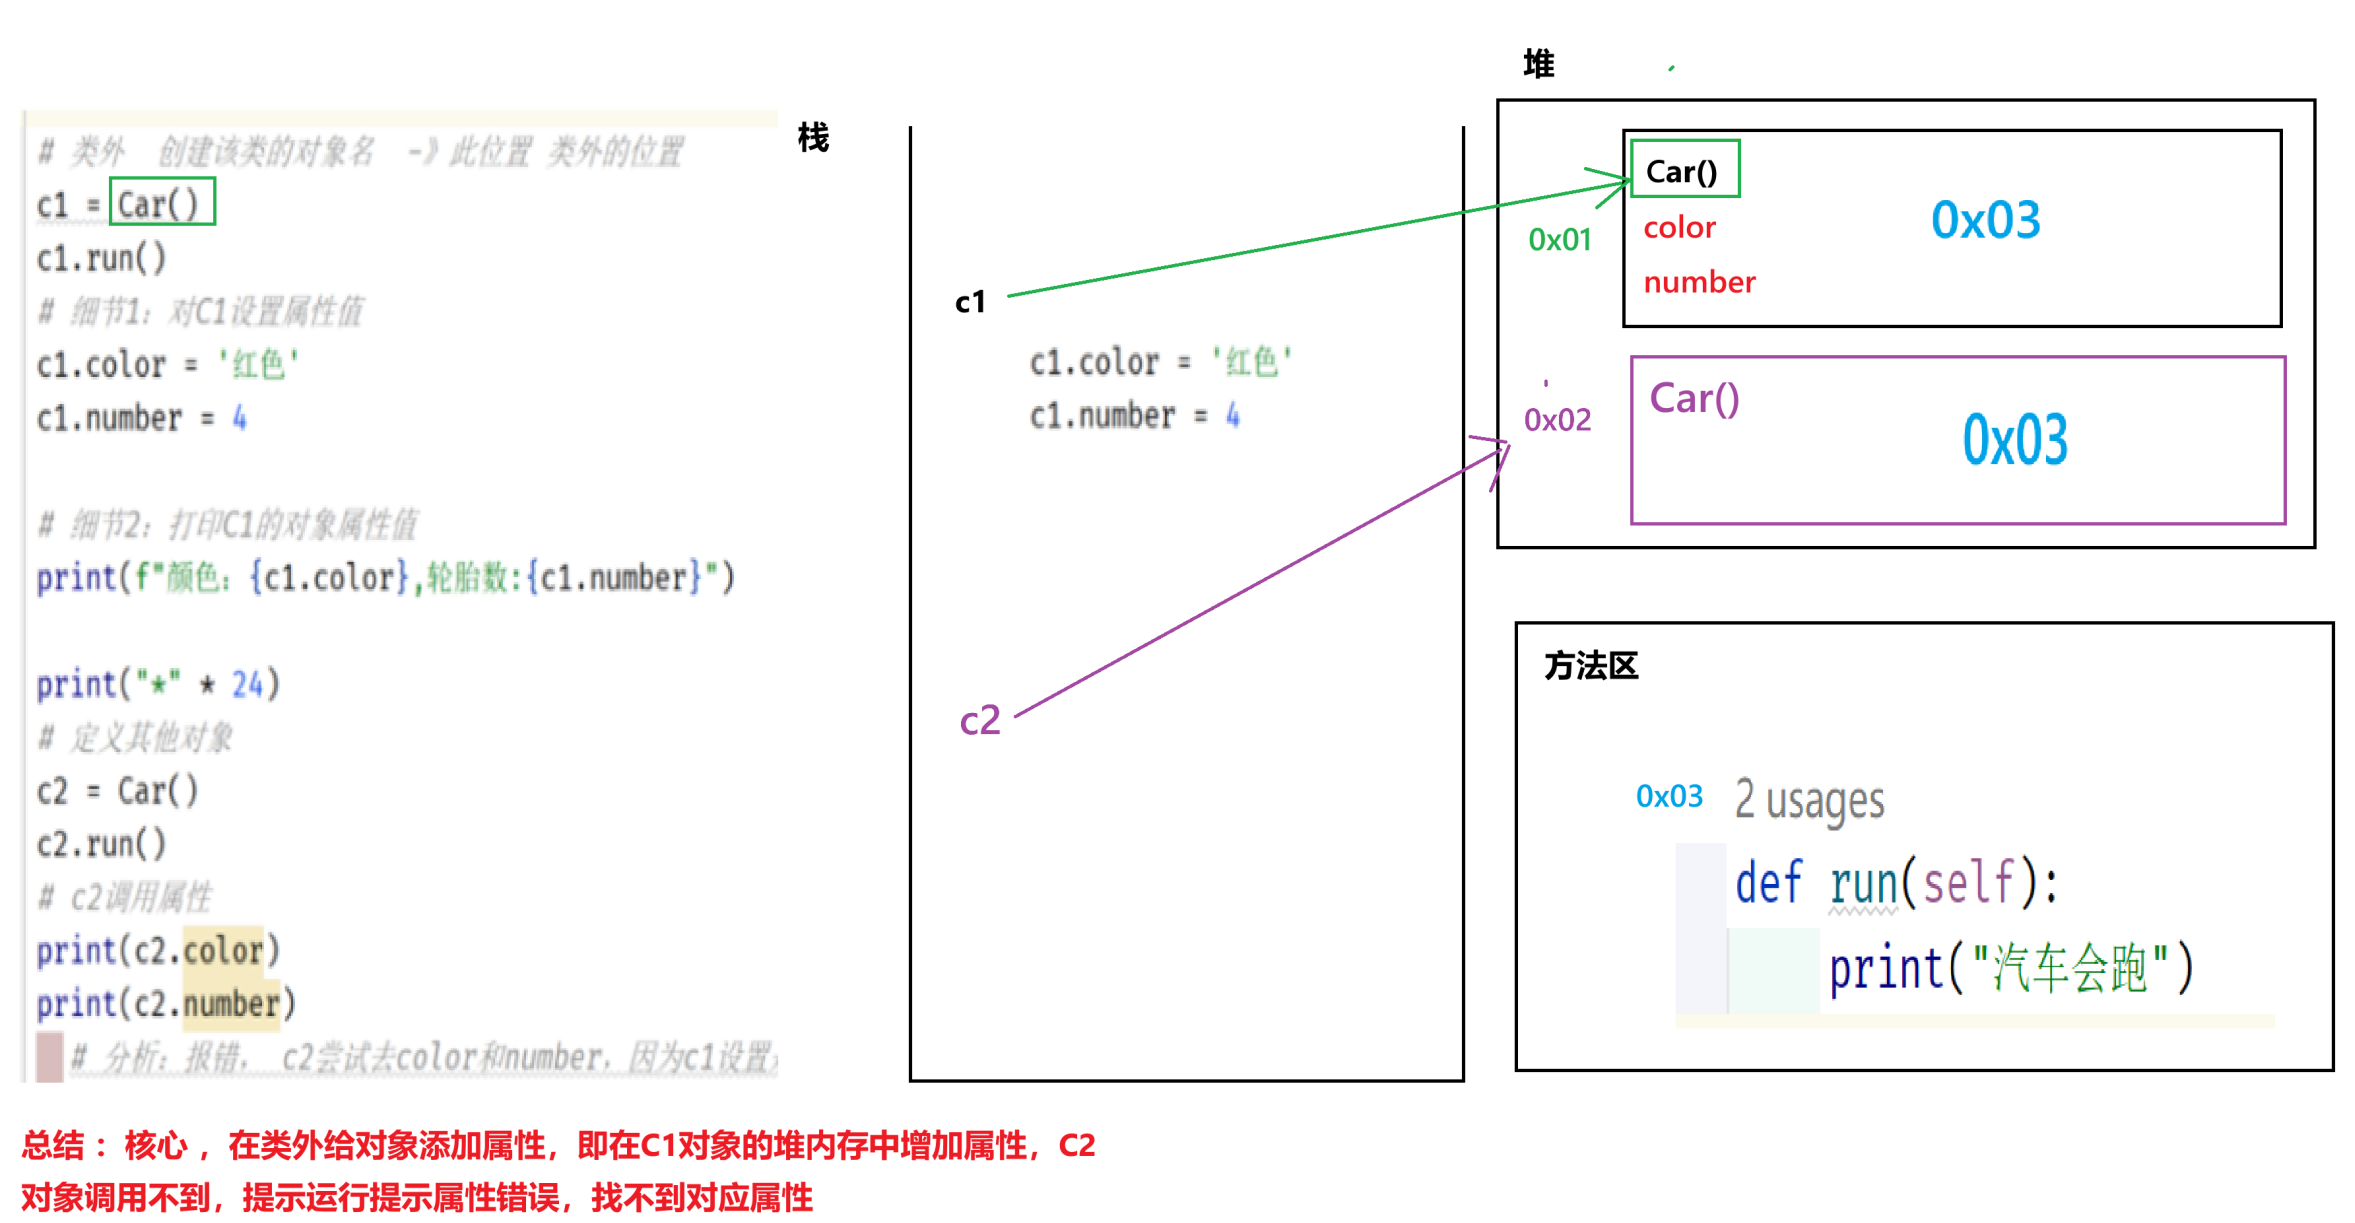 # 类外  创建该类的对象名  -》此位置 类外的位置
c1 = Car()
c1.run()
# 细节1：对C1设置属性值
c1.color = '红色'
c1.number = 4
# 细节2：打印C1的对象属性值
print(f"颜色：{c1.color},轮胎数:{c1.number}")
print("*" * 24)
# 定义其他对象
c2 = Car()
c2.run()
# c2调用属性
print(c2.color)
print(c2.number)
# 分析：报错， c2尝试去color和number，因为c1设置
栈
c1
c1.color = '红色'
c1.number = 4
c2
堆
Car()
0x01
color
number
0x03
0x02
Car()
0x03
方法区
0x03
2 usages
def run(self):
print("汽车会跑")
总结 ： 核心 ，在类外给对象添加属性，即在C1对象的堆内存中增加属性，C2
对象调用不到，提示运行提示属性错误，找不到对应属性